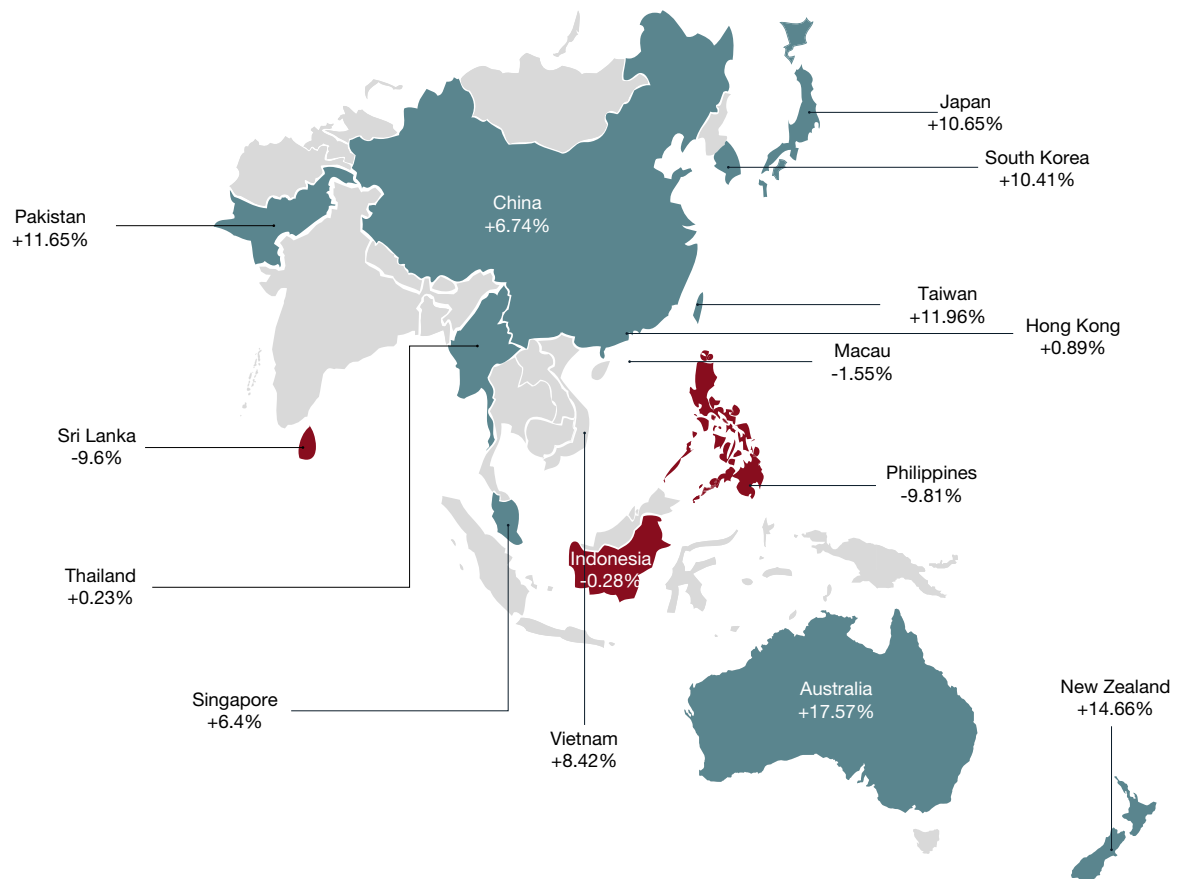 Japan
+10.65%
South Korea
+10.41%
China
+6.74%
Pakistan
+11.65%
Taiwan
+11.96%
Hong Kong
+0.89%
Macau
-1.55%
Sri Lanka
-9.6%
Philippines
-9.81%
Indonesia
-0.28%
Thailand
+0.23%
Singapore
+6.4%
Vietnam
+8.42%
Australia
+17.57%
New Zealand
+14.66%